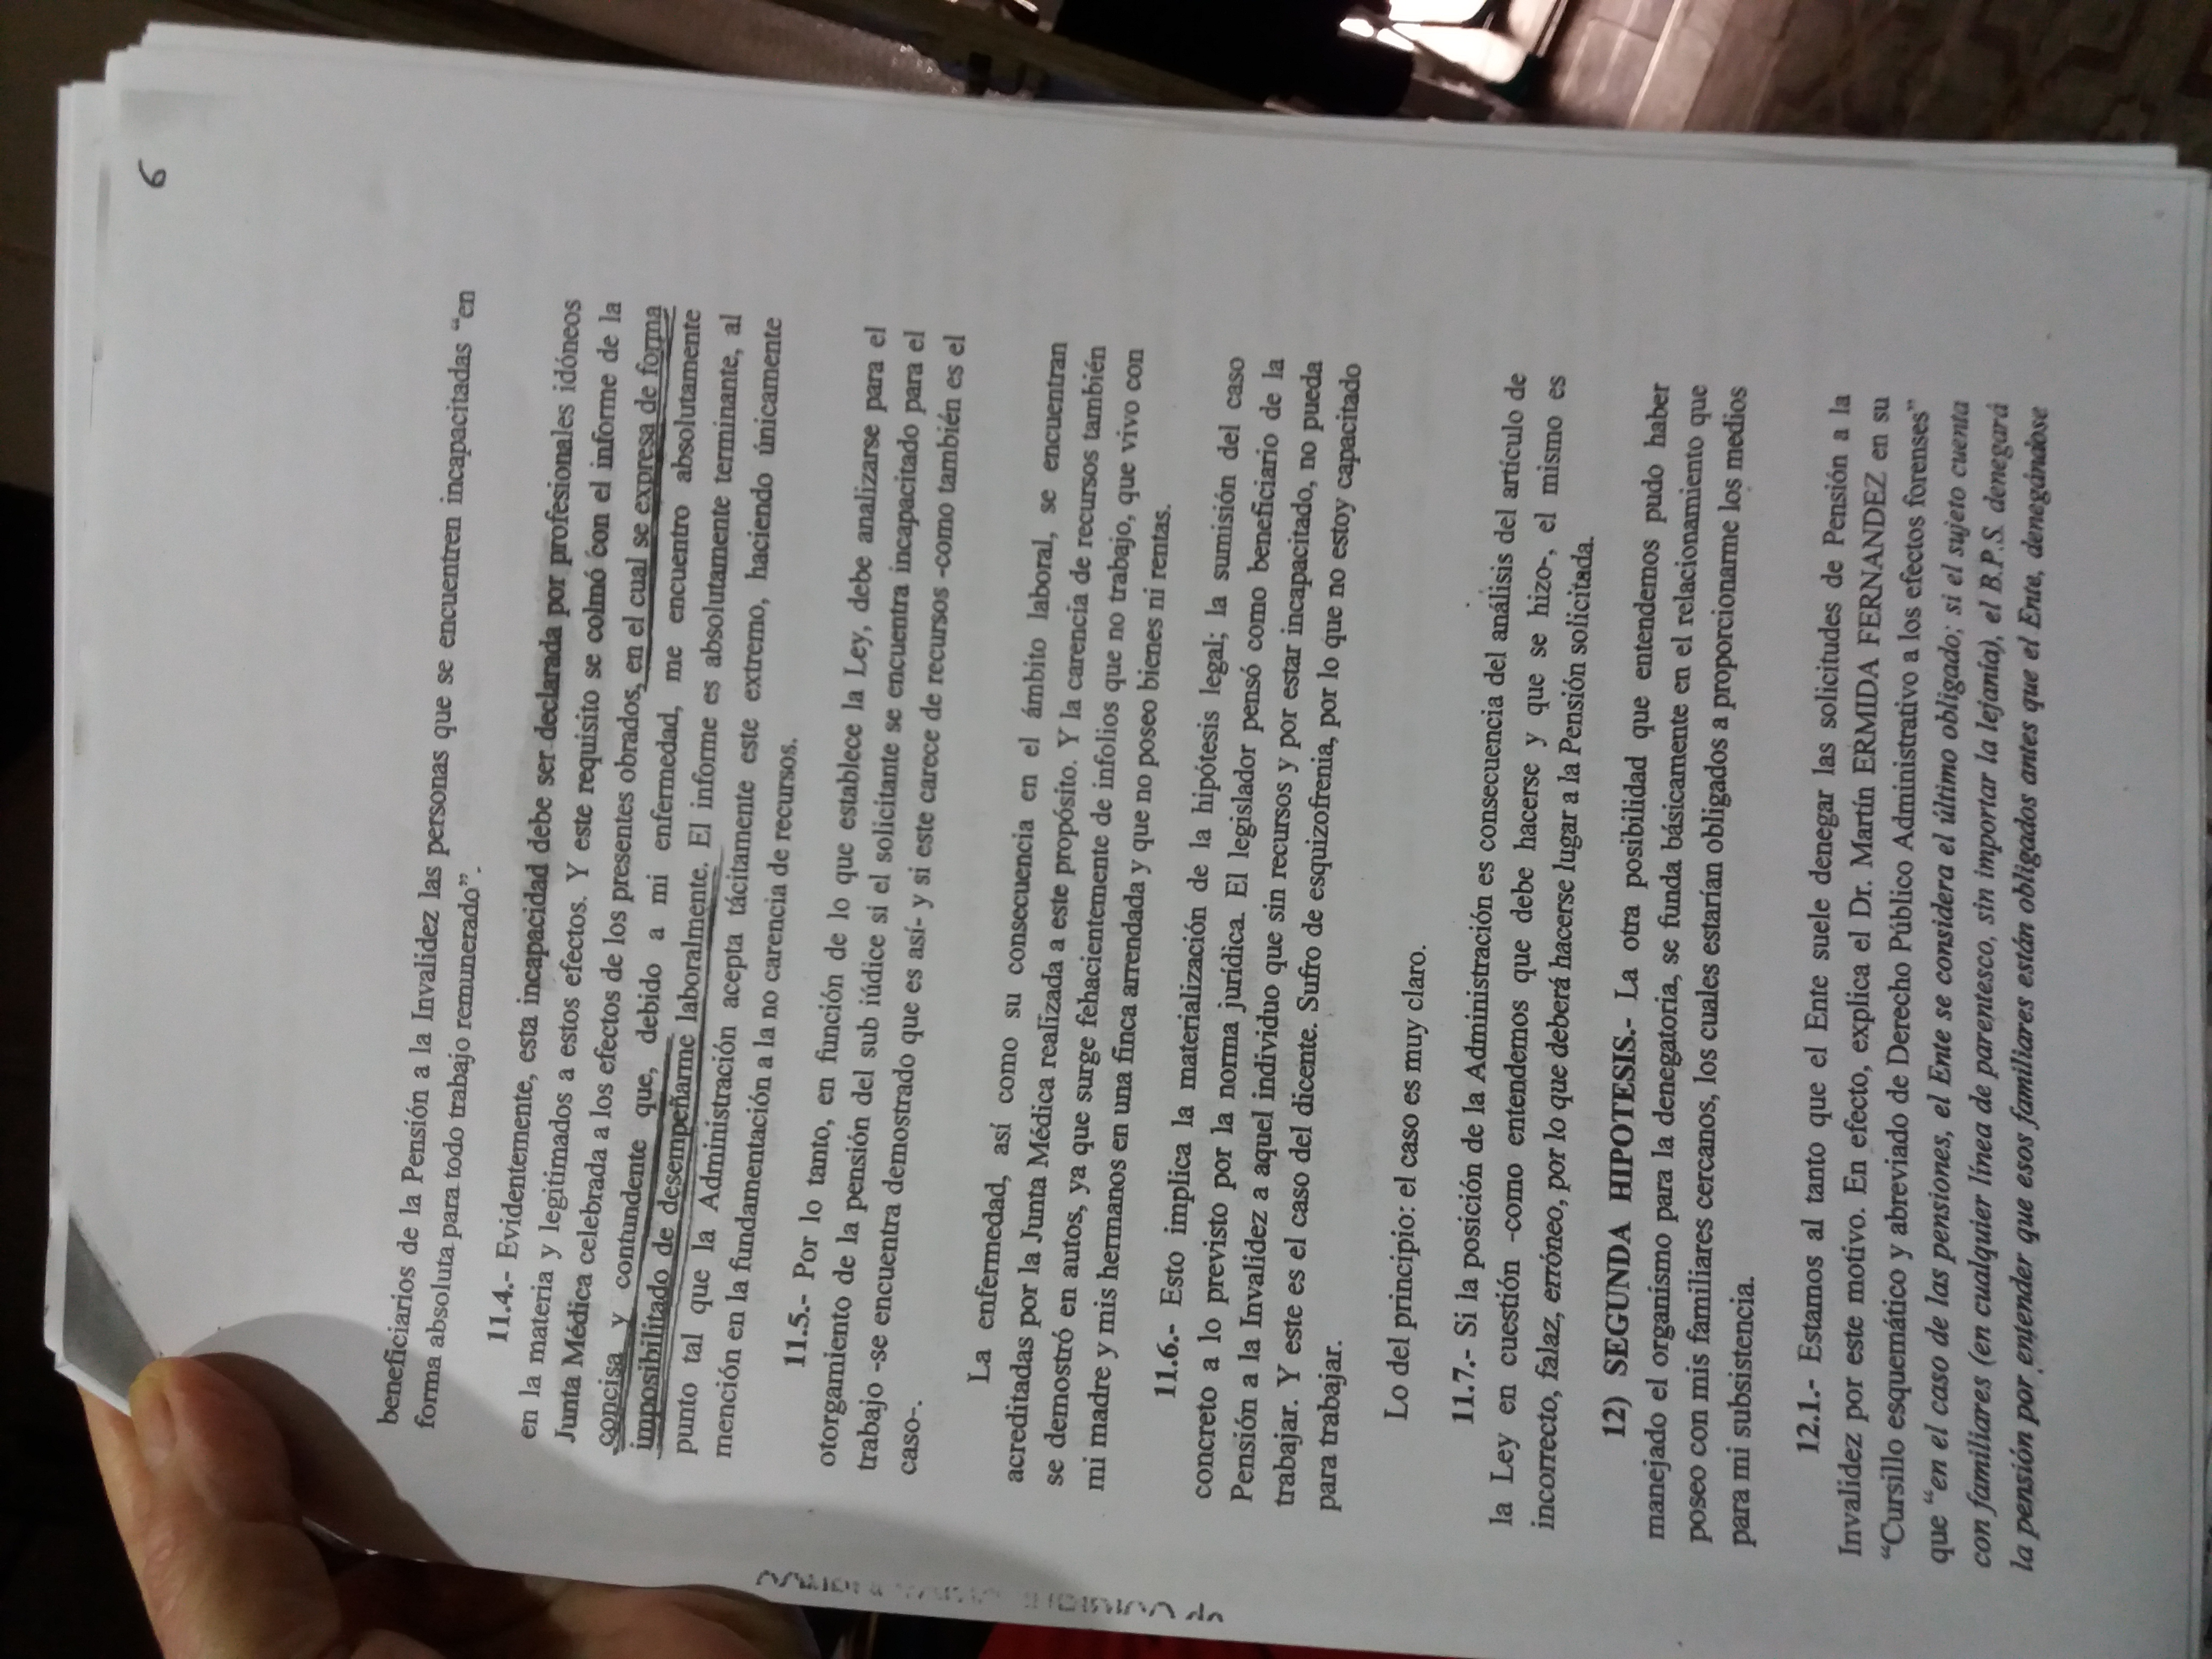 6
beneficiarios de la Pensión a la Invalidez las personas que se encuentren incapacitadas “en
forma absoluta para todo trabajo remunerado”.
11.4.- Evidentemente, esta incapacidad debe ser declarada por profesionales idóneos
en la materia y legitimados a estos efectos. Y este requisito se colmó con el informe de la
Junta Médica celebrada a los efectos de los presentes obrados, en el cual se expresa de forma
concisa y contundente que, debido a mi enfermedad, me encuentro absolutamente
imposibilitado de desempeñarme laboralmente. El informe es absolutamente terminante, al
punto tal que la Administración acepta tácitamente este extremo, haciendo únicamente
mención en la fundamentación a la no carencia de recursos.
11.5.- Por lo tanto, en función de lo que establece la Ley, debe analizarse para el
otorgamiento de la pensión del sub iúdice si el solicitante se encuentra incapacitado para el
trabajo -se encuentra demostrado que es así- y si este carece de recursos -como también es el
caso-.
La enfermedad, así como su consecuencia en el ámbito laboral, se encuentran
acreditadas por la Junta Médica realizada a este propósito. Y la carencia de recursos también
se demostró en autos, ya que surge fehacientemente de infolios que no trabajo, que vivo con
mi madre y mis hermanos en una finca arrendada y que no poseo bienes ni rentas.
11.6.- Esto implica la materialización de la hipótesis legal; la sumisión del caso
concreto a lo previsto por la norma jurídica. El legislador pensó como beneficiario de la
Pensión a la Invalidez a aquel individuo que sin recursos y por estar incapacitado, no pueda
trabajar. Y este es el caso del dicente. Sufro de esquizofrenia, por lo que no estoy capacitado
para trabajar.
Lo del principio: el caso es muy claro.
11.7.- Si la posición de la Administración es consecuencia del análisis del artículo de
la Ley en cuestión -como entendemos que debe hacerse y que se hizo-, el mismo es
incorrecto, falaz, erróneo, por lo que deberá hacerse lugar a la Pensión solicitada.
12) SEGUNDA HIPOTESIS.- La otra posibilidad que entendemos pudo haber
manejado el organismo para la denegatoria, se funda básicamente en el relacionamiento que
poseo con mis familiares cercanos, los cuales estarían obligados a proporcionarme los medios
para mi subsistencia.
12.1.- Estamos al tanto que el Ente suele denegar las solicitudes de Pensión a la
Invalidez por este motivo. En efecto, explica el Dr. Martín ERMIDA FERNANDEZ en su
“Cursillo esquemático y abreviado de Derecho Público Administrativo a los efectos forenses”
que “en el caso de las pensiones, el Ente se considera el último obligado; si el sujeto cuenta
con familiares (en cualquier línea de parentesco, sin importar la lejanía), el B.P.S. denegará
la pensión por entender que esos familiares están obligados antes que el Ente, denegándose